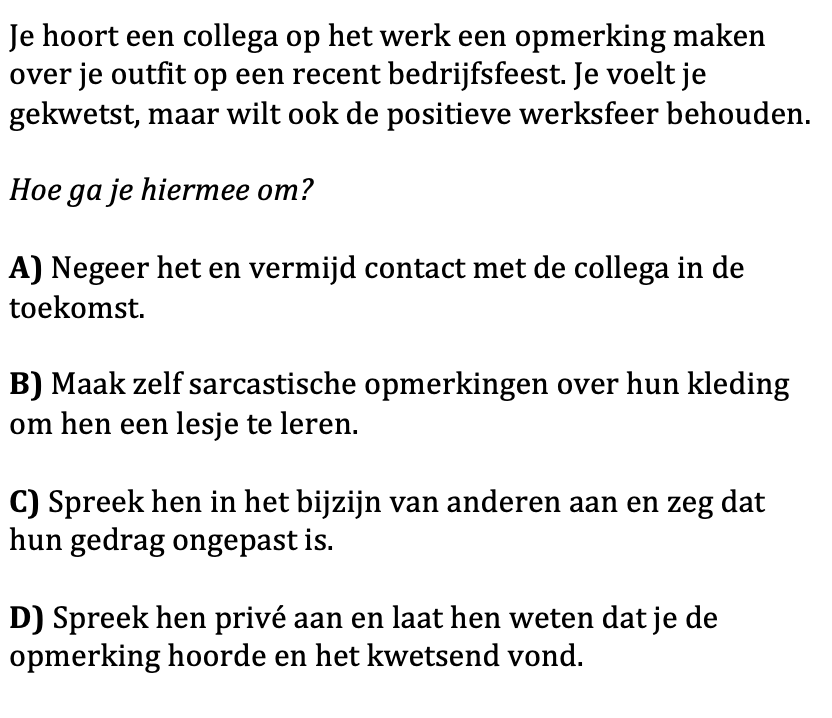 Je hoort een collega op het werk een opmerking maken
over je outfit op een recent bedrijfsfeest. Je voelt je
gekwetst, maar wilt ook de positieve werksfeer behouden.
Hoe ga je hiermee om?
A) Negeer het en vermijd contact met de collega in de
toekomst.
B) Maak zelf sarcastische opmerkingen over hun kleding
om hen een lesje te leren.
C) Spreek hen in het bijzijn van anderen aan en zeg dat
hun gedrag ongepast is.
D) Spreek hen privé aan en laat hen weten dat je de
opmerking hoorde en het kwetsend vond.